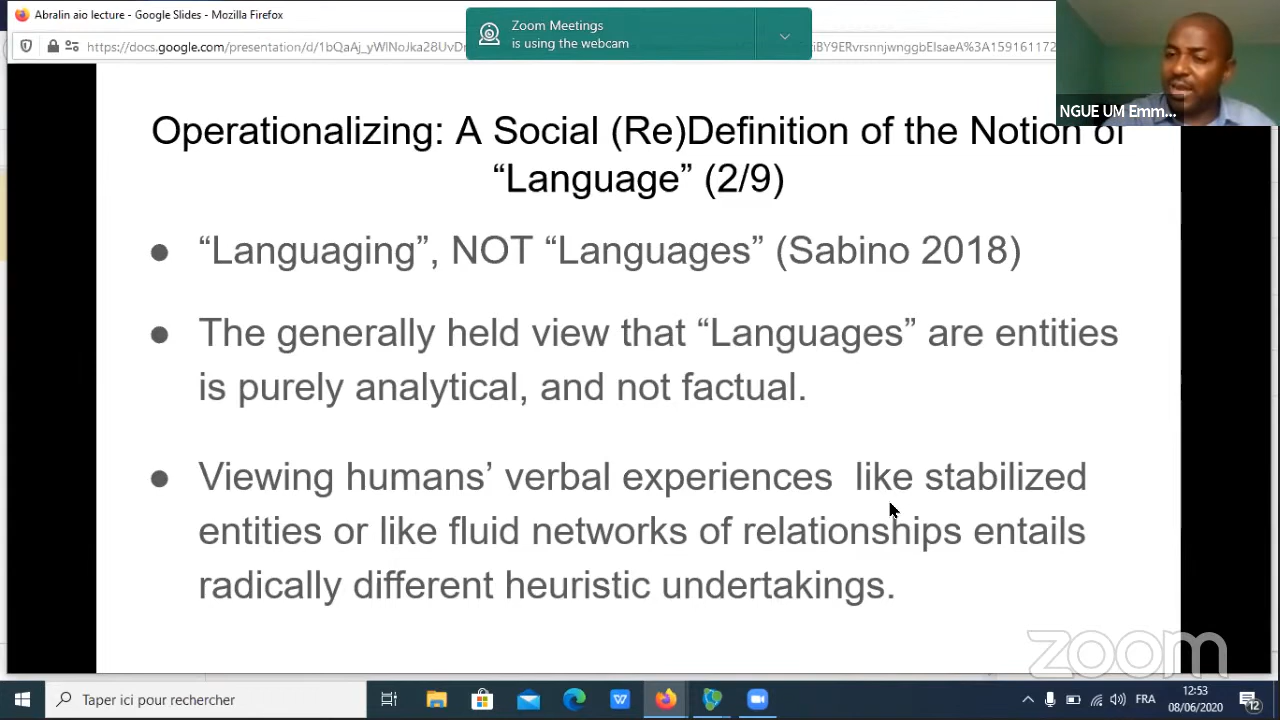 Abralin aio lecture - Google Slides - Mozilla Firefox
Zoom Meetings
is using the webcam
NGUE UM Emm...
Operationalizing: A Social (Re)Definition of the Notion of
“Language” (2/9)
● “Languaging”, NOT “Languages” (Sabino 2018)
● The generally held view that “Languages” are entities
is purely analytical, and not factual.
● Viewing humans’ verbal experiences like stabilized
entities or like fluid networks of relationships entails
radically different heuristic undertakings.
zoom
Taper ici pour rechercher
FRA
12:53
08/06/2020
12